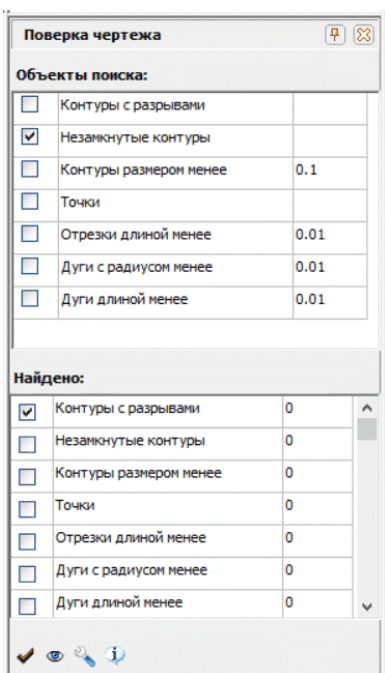 Поверка чертежа
Объекты поиска:
Контуры с разрывами
Незамкнутые контуры
Контуры размером менее 0.1
Точки
Отрезки длиной менее 0.01
Дуги с радиусом менее 0.01
Дуги длиной менее 0.01
Найдено:
Контуры с разрывами 0
Незамкнутые контуры 0
Контуры размером менее 0
Точки 0
Отрезки длиной менее 0
Дуги с радиусом менее 0
Дуги длиной менее 0